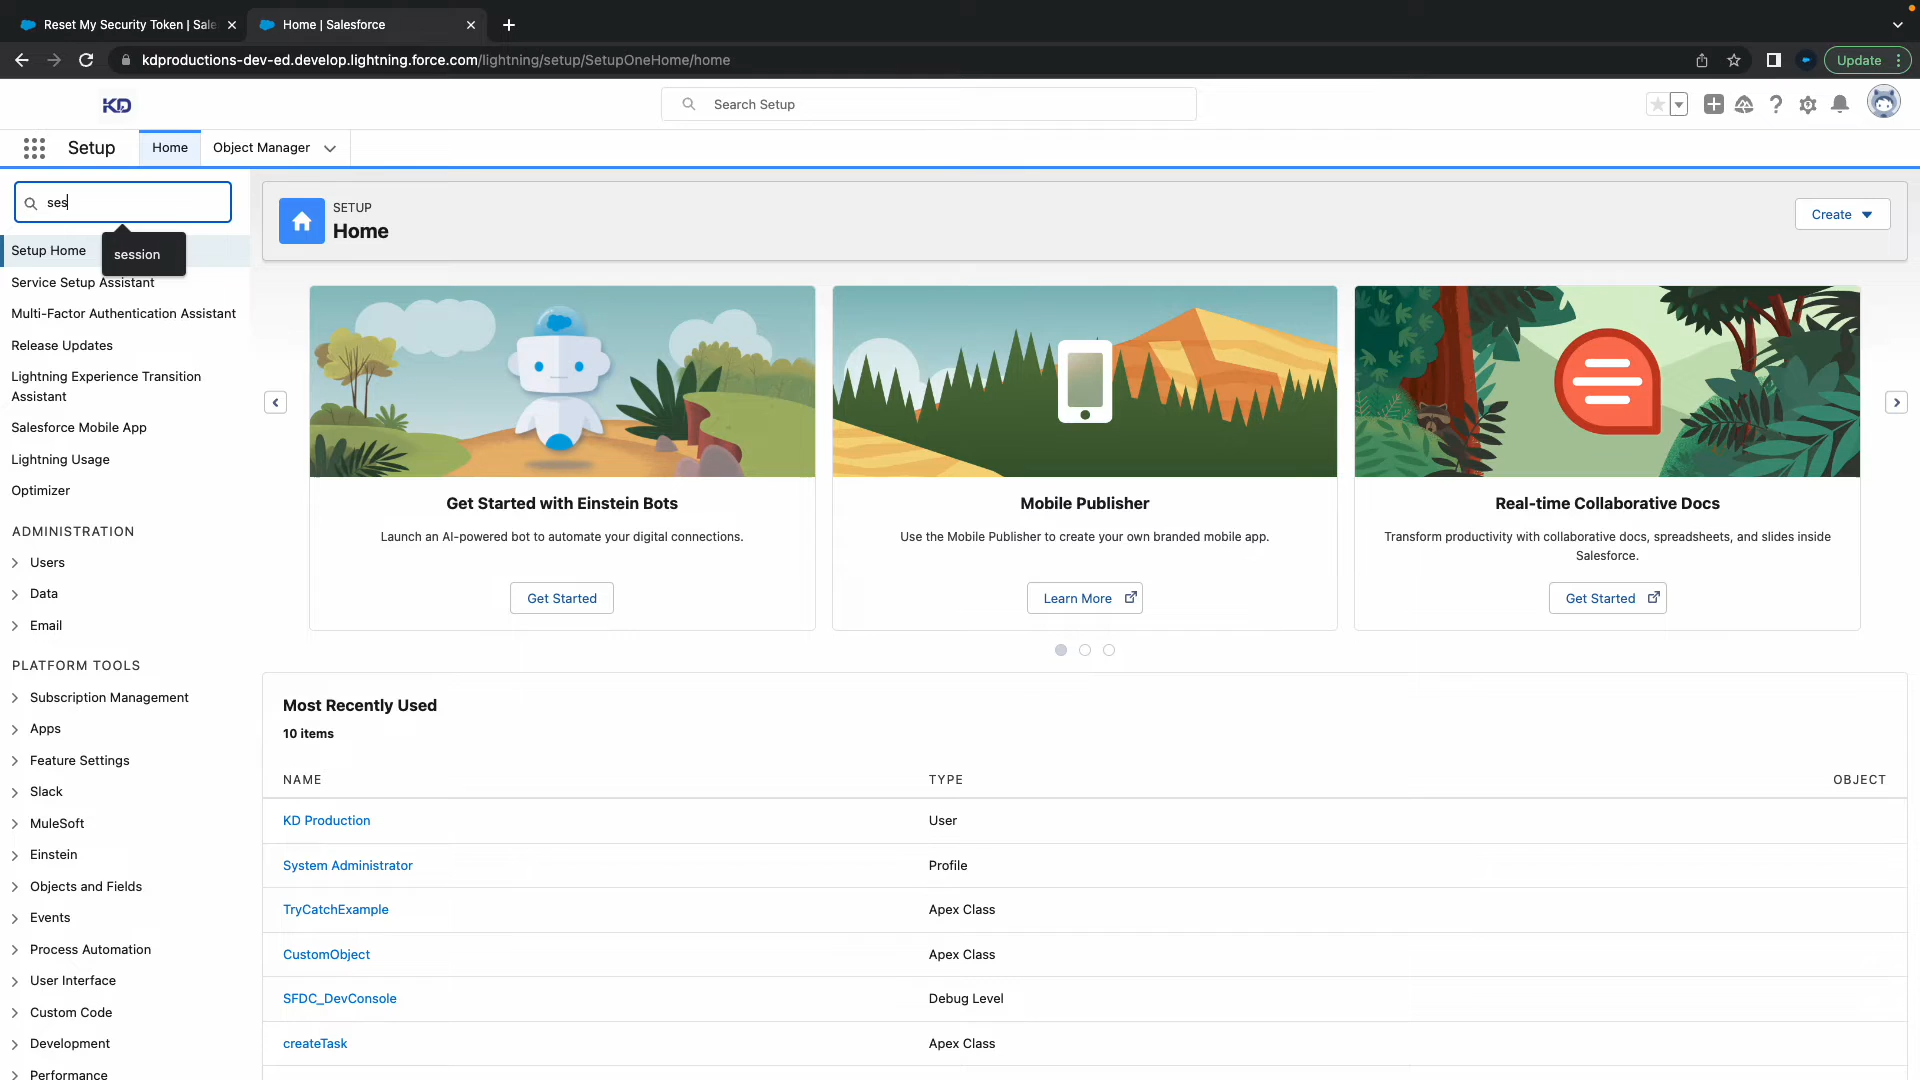 Reset My Security Token | Sale
Home | Salesforce
kdproductions-dev-ed.develop.lightning.force.com/lightning/setup/SetupOneHome/home
Update
KD
Search Setup
Setup
Home
Object Manager
ses
session
Setup Home
Service Setup Assistant
Multi-Factor Authentication Assistant
Release Updates
Lightning Experience Transition
Assistant
Salesforce Mobile App
Lightning Usage
Optimizer
ADMINISTRATION
Users
Data
Email
PLATFORM TOOLS
Subscription Management
Apps
Feature Settings
Slack
MuleSoft
Einstein
Objects and Fields
Events
Process Automation
User Interface
Custom Code
Development
Performance
SETUP
Home
Create
Get Started with Einstein Bots
Launch an AI-powered bot to automate your digital connections.
Get Started
Mobile Publisher
Use the Mobile Publisher to create your own branded mobile app.
Learn More
Real-time Collaborative Docs
Transform productivity with collaborative docs, spreadsheets, and slides inside
Salesforce.
Get Started
Most Recently Used
10 items
NAME TYPE OBJECT
KD Production User
System Administrator Profile
TryCatchExample Apex Class
CustomObject Apex Class
SFDC_DevConsole Debug Level
createTask Apex Class